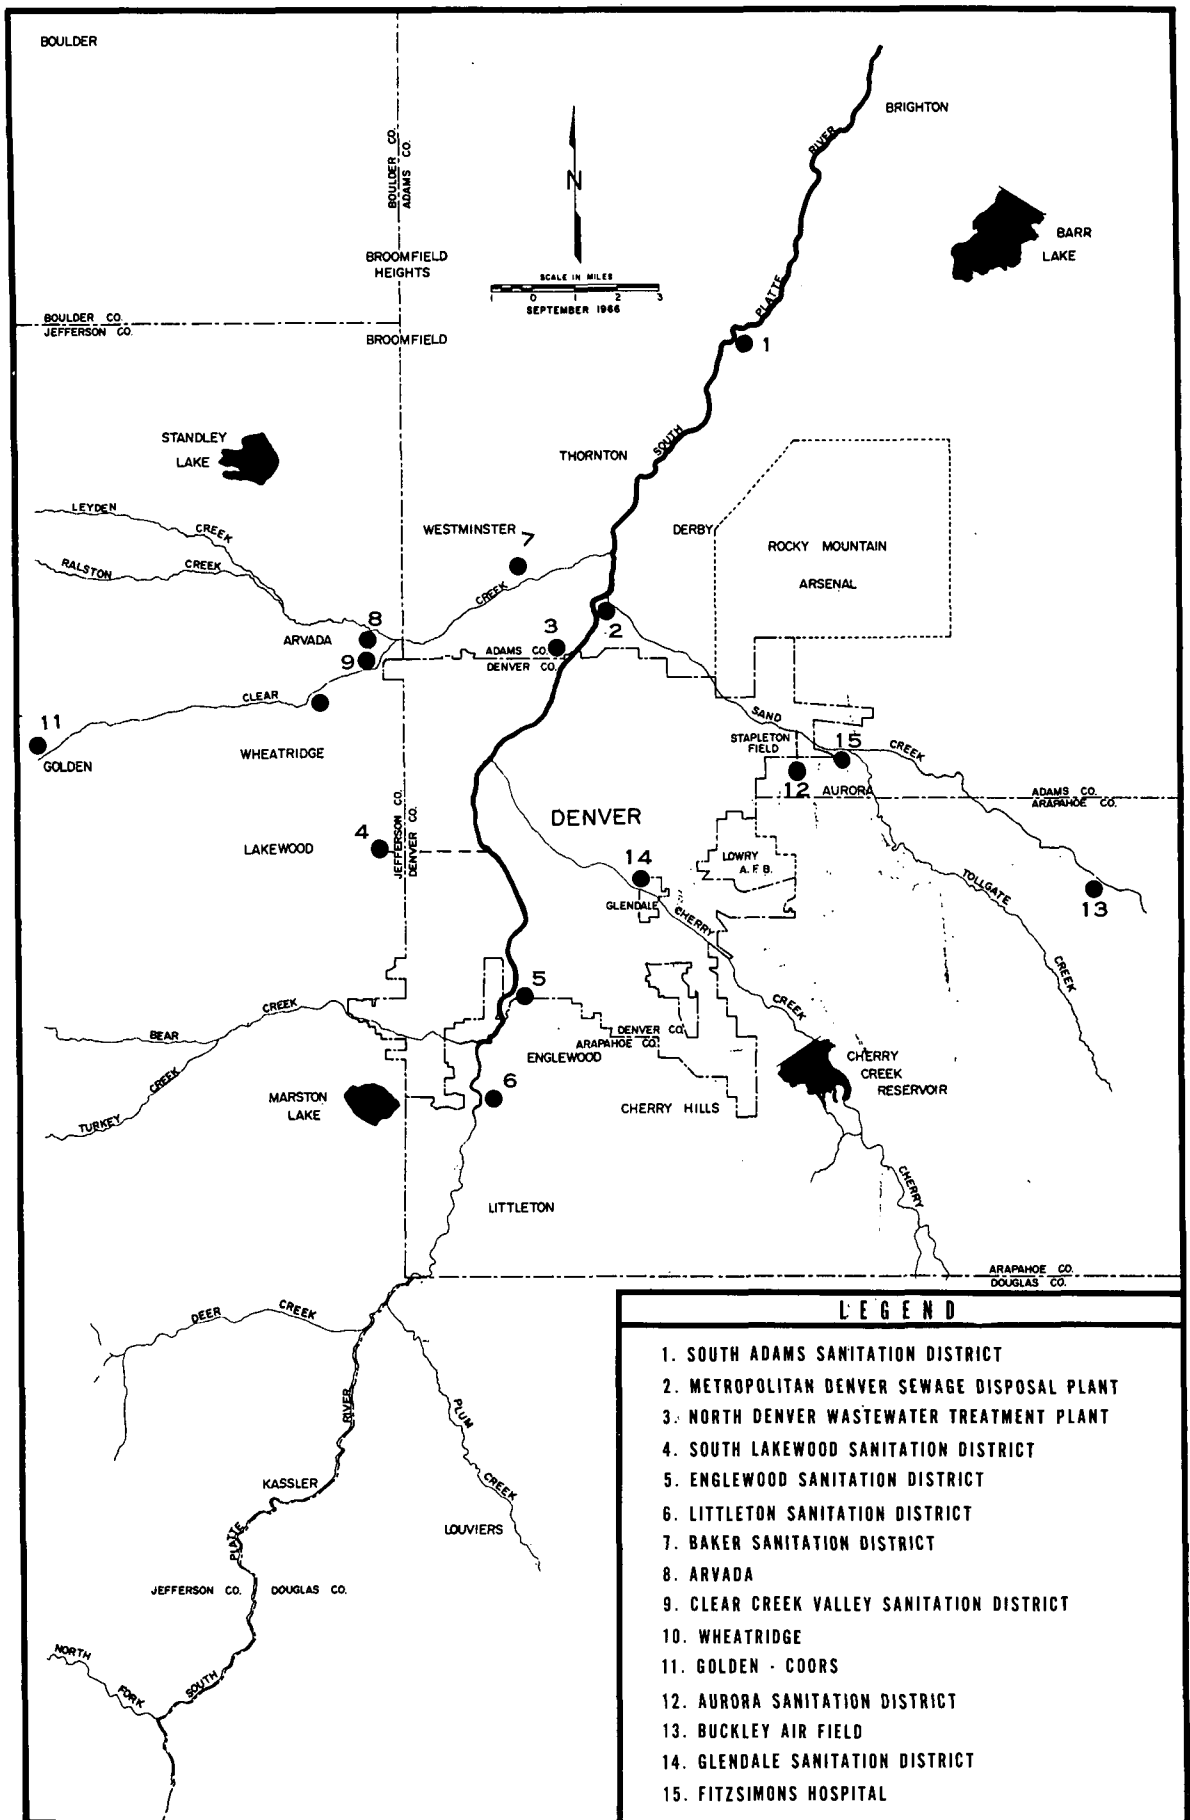 BOULDER
BRIGHTON
BOULDER CO.
ADAMS CO.
RIVER
N
BARR
LAKE
BROOMFIELD
HEIGHTS
SCALE IN MILES
1 0 1 2 3
SEPTEMBER 1966
PLATTE
BOULDER CO.
JEFFERSON CO.
BROOMFIELD
1
STANDLEY
LAKE
SOUTH
THORNTON
LEYDEN
CREEK
WESTMINSTER
7
DERBY
ROCKY MOUNTAIN
ARSENAL
RALSTON
CREEK
CREEK
8
ARVADA
9
3
2
ADAMS CO.
DENVER CO.
CLEAR
SAND
11
GOLDEN
WHEATRIDGE
STAPLETON
FIELD
15
CREEK
12
AURORA
ADAMS CO.
ARAPAHOE CO.
JEFFERSON CO.
DENVER CO.
DENVER
4
LAKEWOOD
14
LOWRY
A.F.B.
GLENDALE
CHERRY
TOLLGATE
13
CREEK
5
CREEK
CREEK
BEAR
DENVER CO.
ARAPAHOE CO.
ENGLEWOOD
CHERRY
CREEK
RESERVOIR
CREEK
TURKEY
MARSTON
LAKE
6
CHERRY HILLS
CHERRY
LITTLETON
ARAPAHOE CO.
DOUGLAS CO.
DEER
CREEK
RIVER
PLUM
CREEK
KASSLER
LOUVIERS
PLATTE
JEFFERSON CO.
DOUGLAS CO.
NORTH
FORK
SOUTH
LEGEND
1. SOUTH ADAMS SANITATION DISTRICT
2. METROPOLITAN DENVER SEWAGE DISPOSAL PLANT
3. NORTH DENVER WASTEWATER TREATMENT PLANT
4. SOUTH LAKEWOOD SANITATION DISTRICT
5. ENGLEWOOD SANITATION DISTRICT
6. LITTLETON SANITATION DISTRICT
7. BAKER SANITATION DISTRICT
8. ARVADA
9. CLEAR CREEK VALLEY SANITATION DISTRICT
10. WHEATRIDGE
11. GOLDEN - COORS
12. AURORA SANITATION DISTRICT
13. BUCKLEY AIR FIELD
14. GLENDALE SANITATION DISTRICT
15. FITZSIMONS HOSPITAL